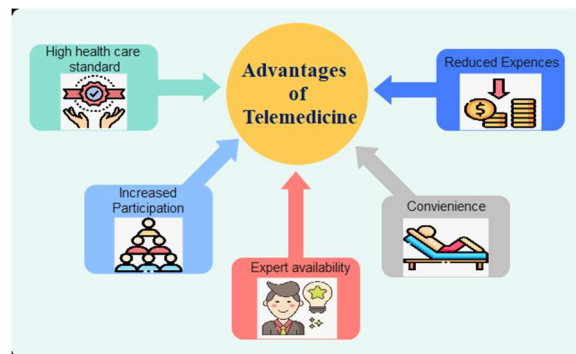 High health care
standard
Advantages
of
Telemedicine
Reduced Expences
Increased
Participation
Convienience
Expert availability